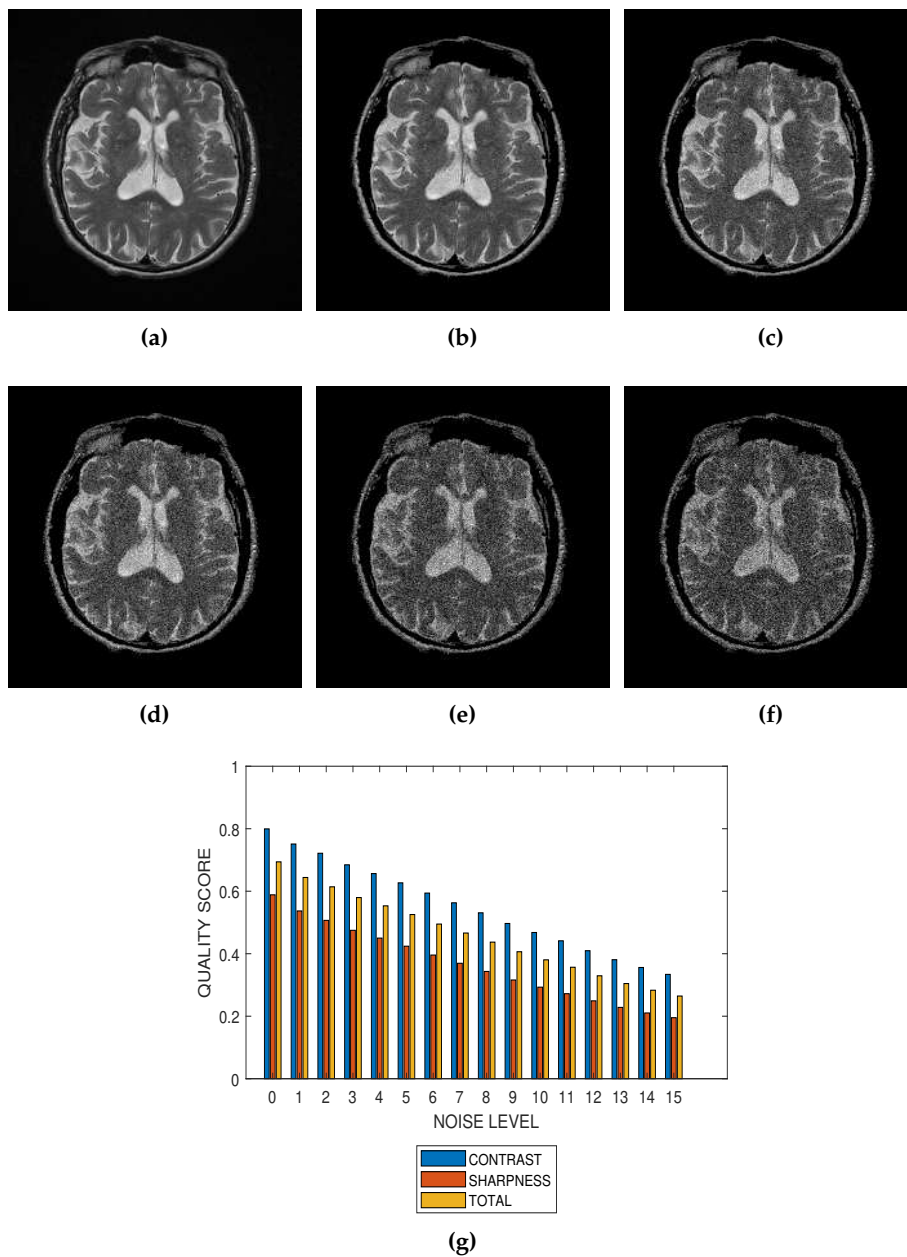 (a) (b) (c)
(d) (e) (f)
1
0.8
0.6
0.4
0.2
0
QUALITY SCORE
0 1 2 3 4 5 6 7 8 9 10 11 12 13 14 15
NOISE LEVEL
CONTRAST
SHARPNESS
TOTAL
(g)